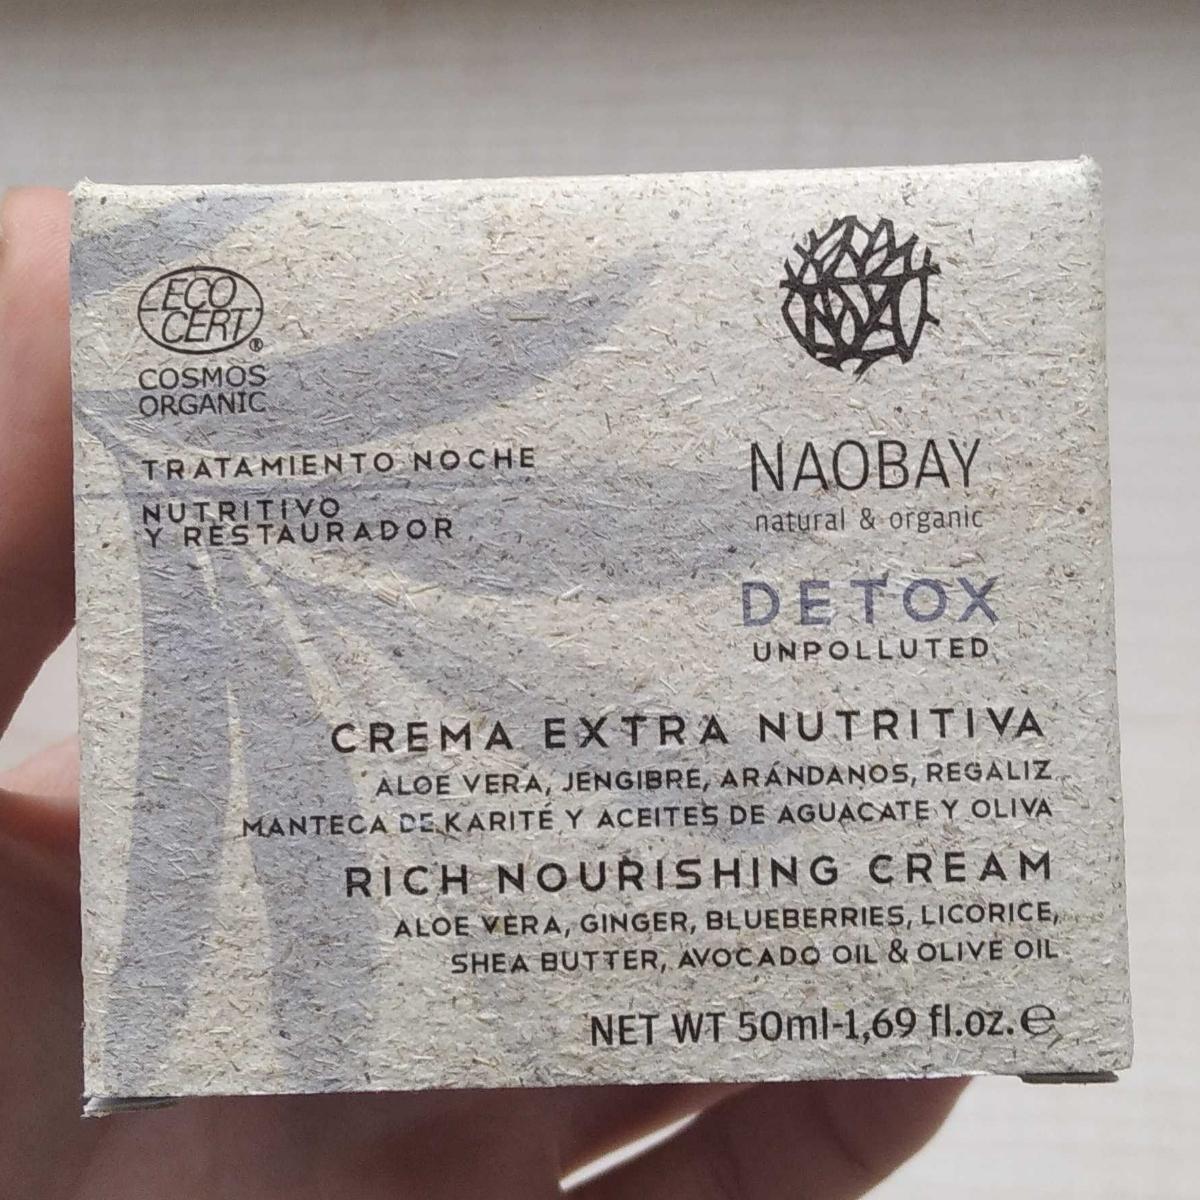 ECO
CERT®
COSMOS
ORGANIC
TRATAMIENTO NOCHE
NUTRITIVO
Y RESTAURADOR
NAOBAY
natural & organic
DETOX
UNPOLLUTED
CREMA EXTRA NUTRITIVA
ALOE VERA, JENGIBRE, ARÁNDANOS, REGALIZ
MANTECA DE KARITÉ Y ACEITES DE AGUACATE Y OLIVA
RICH NOURISHING CREAM
ALOE VERA, GINGER, BLUEBERRIES, LICORICE,
SHEA BUTTER, AVOCADO OIL & OLIVE OIL
NET WT 50ml-1,69 fl.oz.℮